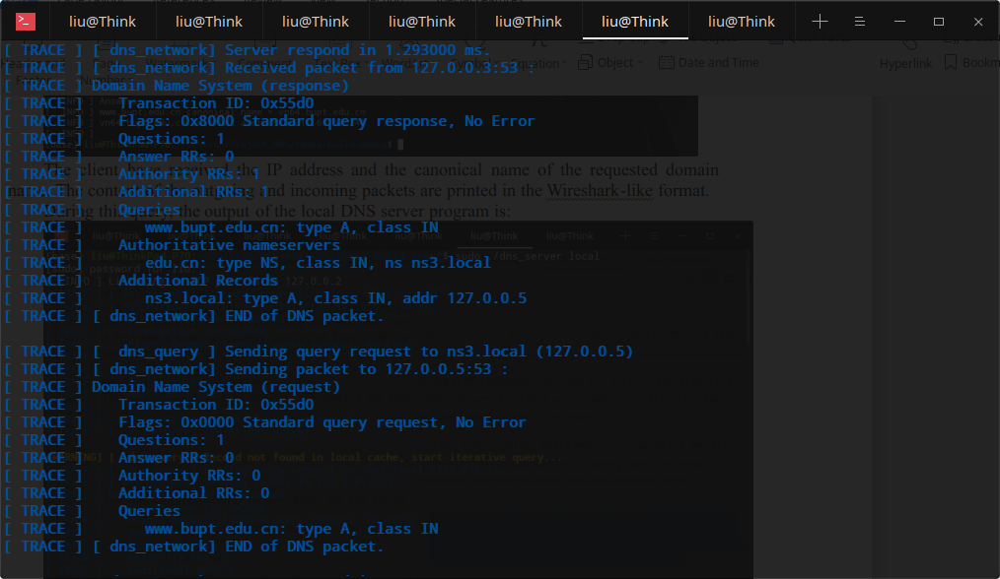 liu@Think liu@Think liu@Think liu@Think liu@Think liu@Think liu@Think
[ TRACE ] [ dns_network] Server respond in 1.293000 ms.
[ TRACE ] [ dns_network] Received packet from 127.0.0.3:53 :
Object Date and Time Hyperlink
[ TRACE ] Domain Name System (response)
[ TRACE ] Transaction ID: 0x55d0
[ TRACE ] Flags: 0x8000 Standard query response, No Error
[ TRACE ] Questions: 1
[ TRACE ] Answer RRs: 0
client have received the IP address and the canonical name of the requested domain
[ TRACE ] Authority RRs: 1
[ TRACE ] Additional RRs: 1
and incoming packets are printed in the Wireshark-like format.
[ TRACE ] Queries
the output of the local DNS server program is:
[ TRACE ] www.bupt.edu.cn: type A, class IN
[ TRACE ] Authoritative nameservers
[ TRACE ] edu.cn: type NS, class IN, ns ns3.local
[ TRACE ] Additional Records
[ TRACE ] ns3.local: type A, class IN, addr 127.0.0.5
[ TRACE ] [ dns_network] END of DNS packet.
[ TRACE ] [ dns_query ] Sending query request to ns3.local (127.0.0.5)
[ TRACE ] [ dns_network] Sending packet to 127.0.0.5:53 :
[ TRACE ] Domain Name System (request)
[ TRACE ] Transaction ID: 0x55d0
[ TRACE ] Flags: 0x0000 Standard query request, No Error
[ TRACE ] Questions: 1
[ TRACE ] Answer RRs: 0
not found in local cache, start iterative query...
[ TRACE ] Authority RRs: 0
[ TRACE ] Additional RRs: 0
[ TRACE ] Queries
[ TRACE ] www.bupt.edu.cn: type A, class IN
[ TRACE ] [ dns_network] END of DNS packet.